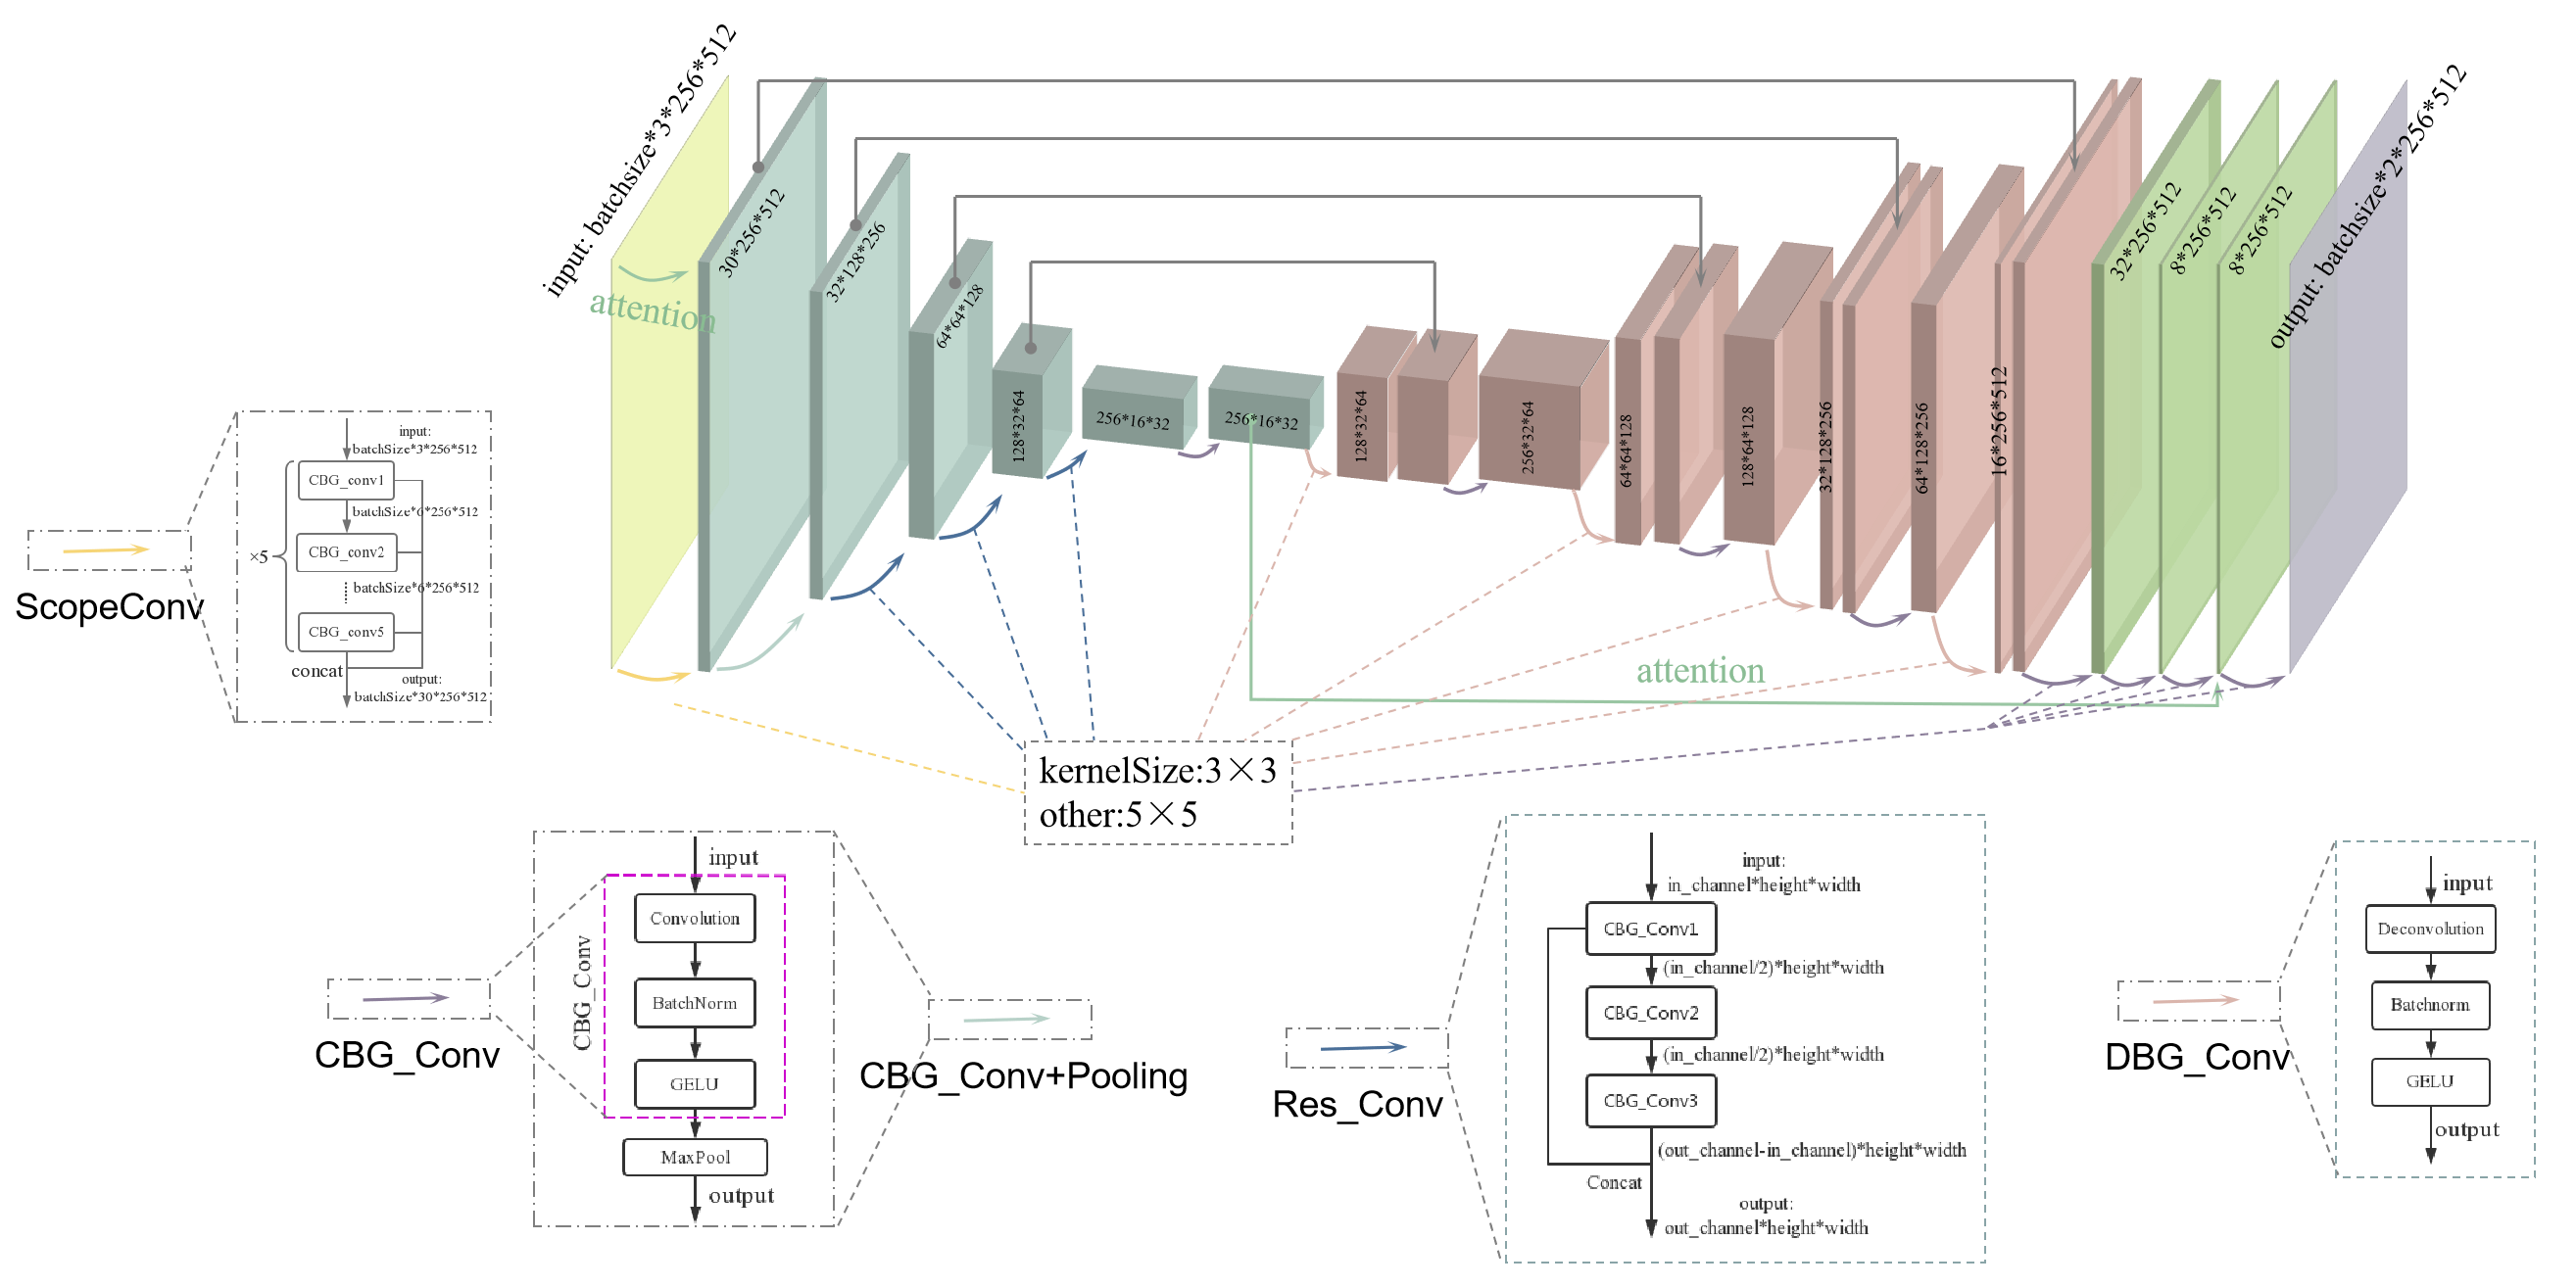 input: batchsize*3*256*512
attention
30*256*512
32*128*256
64*64*128
128*32*64
256*16*32
256*16*32
128*32*64
256*32*64
64*64*128
128*64*128
32*128*256
64*128*256
16*256*512
32*256*512
8*256*512
8*256*512
output: batchsize*2*256*512
attention
kernelSize:3×3
other:5×5
ScopeConv
input:
batchSize*3*256*512
CBG_conv1
batchSize*6*256*512
×5
CBG_conv2
batchSize*6*256*512
CBG_conv5
concat
output:
batchSize*30*256*512
CBG_Conv
CBG_Conv
input
Convolution
BatchNorm
GELU
MaxPool
output
CBG_Conv+Pooling
Res_Conv
input:
in_channel*height*width
CBG_Conv1
(in_channel/2)*height*width
CBG_Conv2
(in_channel/2)*height*width
CBG_Conv3
(out_channel-in_channel)*height*width
Concat
output:
out_channel*height*width
DBG_Conv
input
Deconvolution
Batchnorm
GELU
output